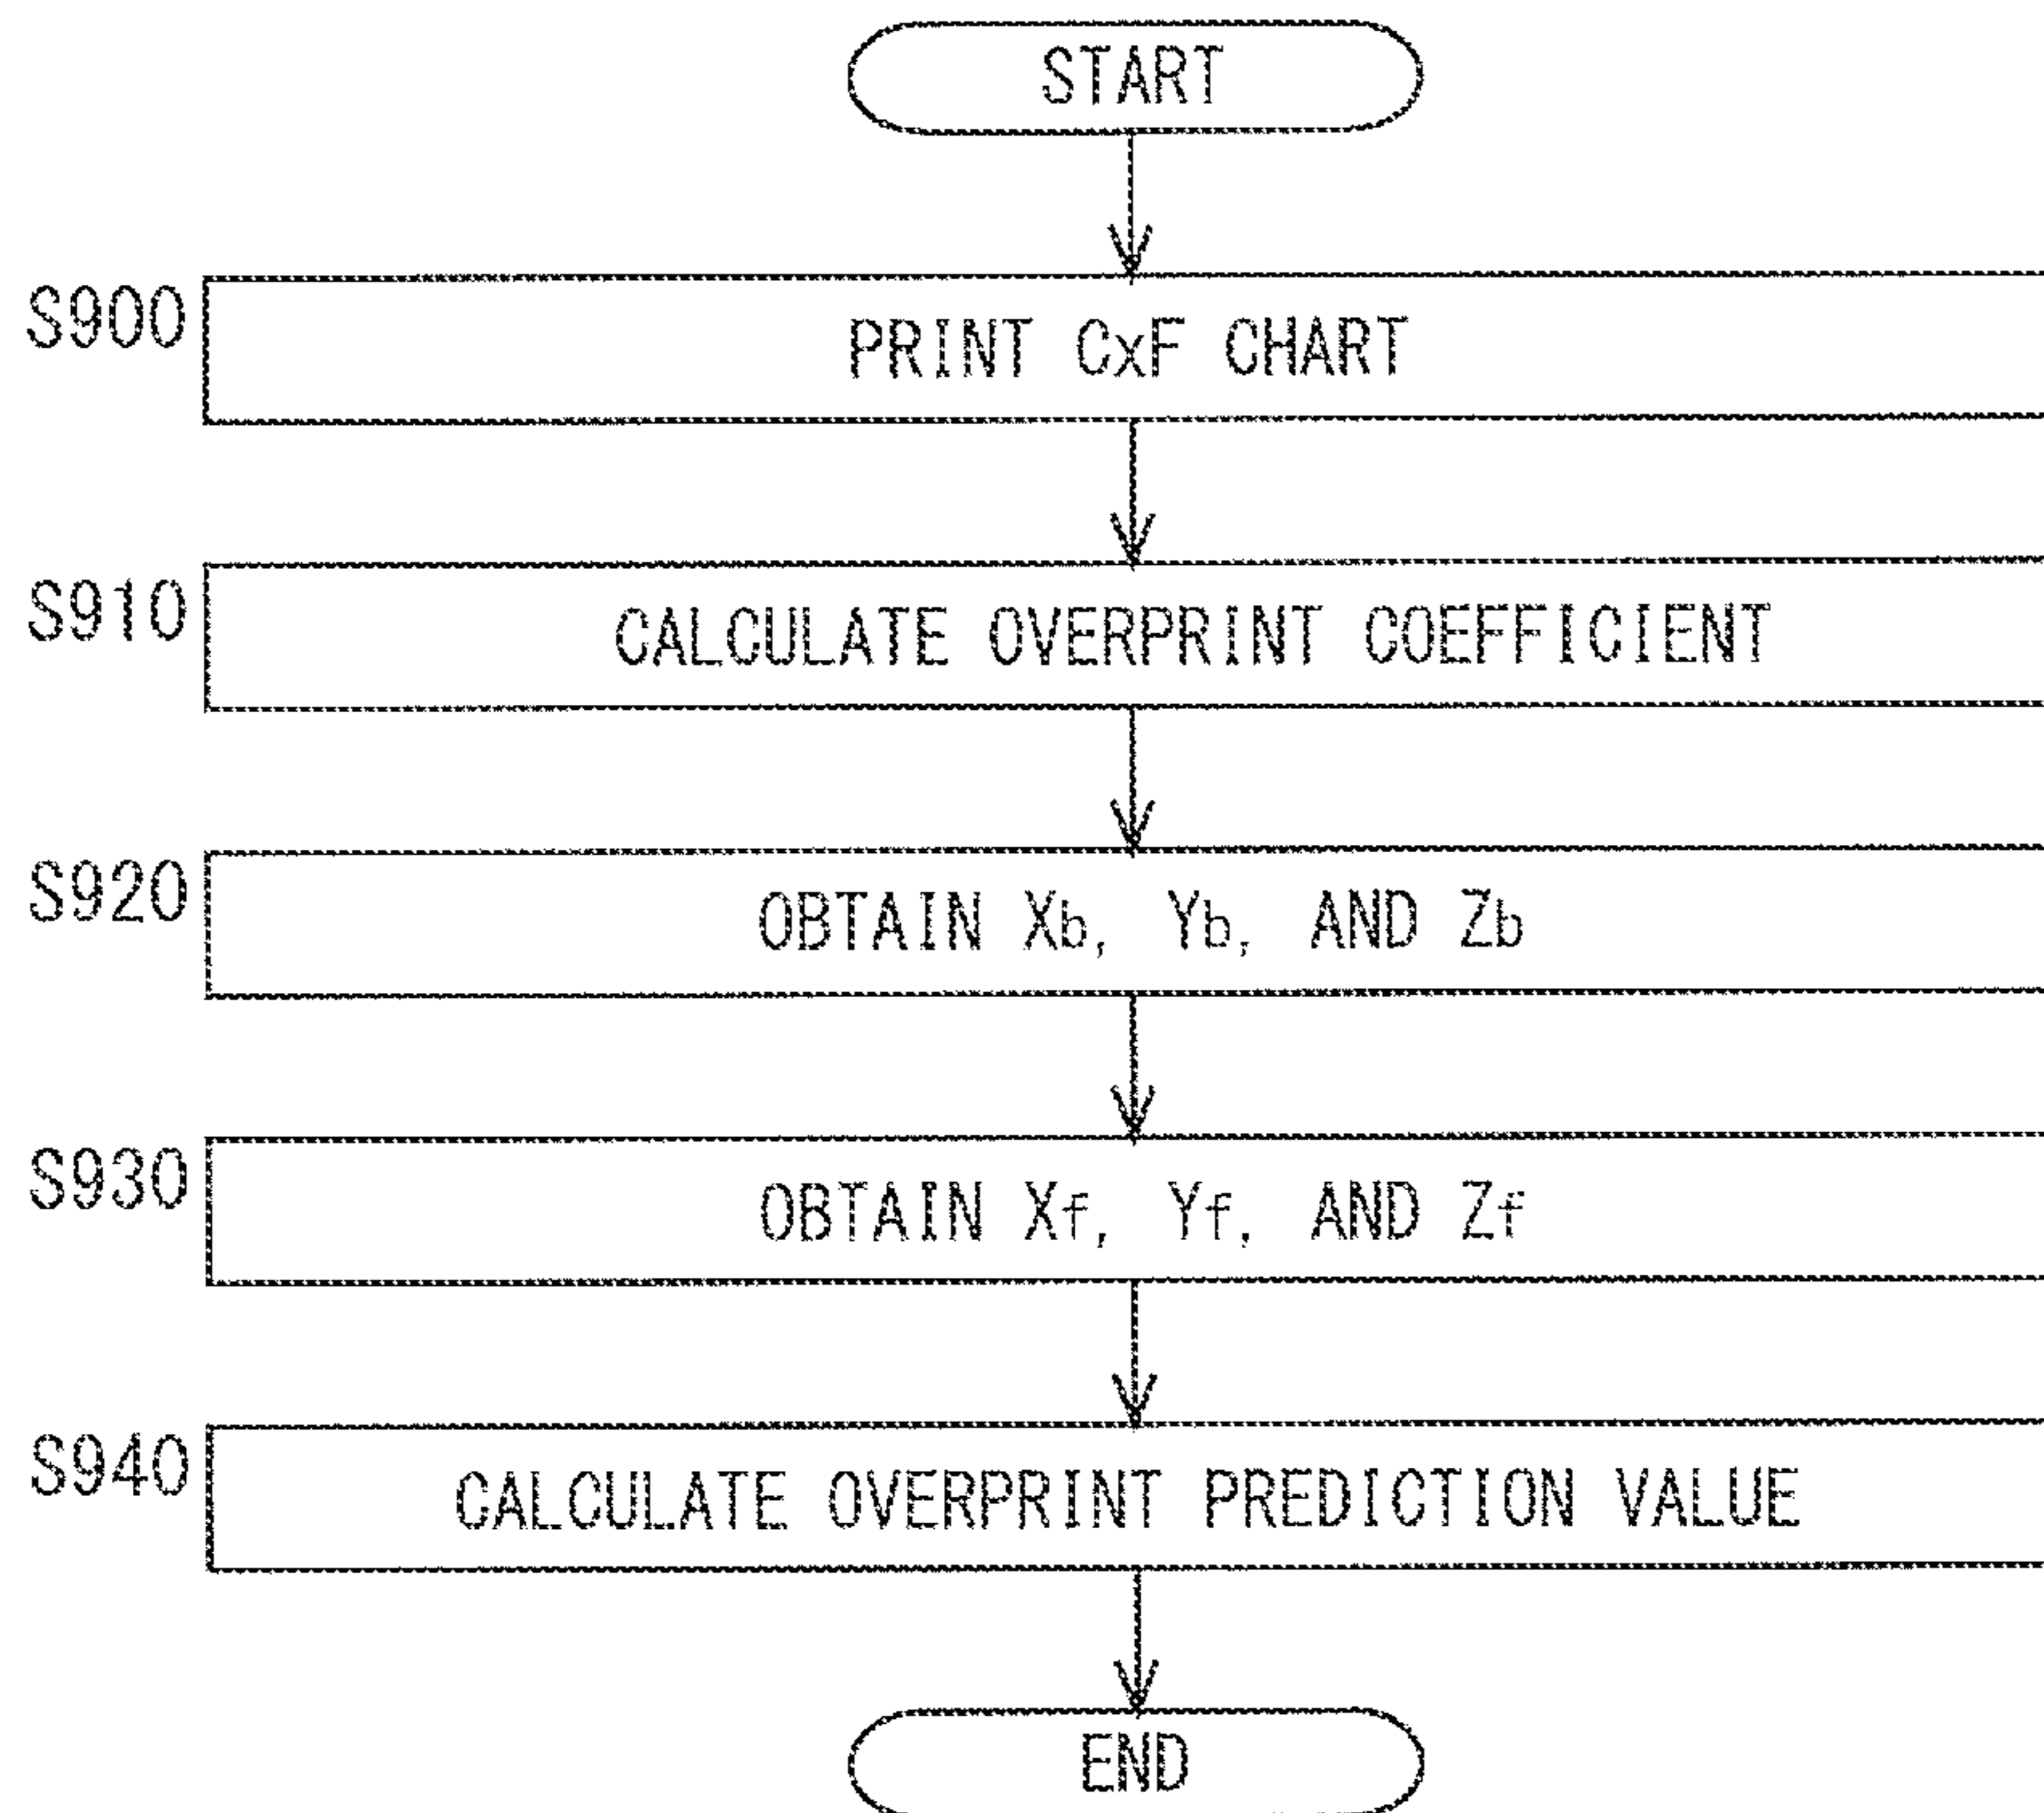 START
S900
PRINT CxF CHART
S910
CALCULATE OVERPRINT COEFFICIENT
S920
OBTAIN Xb, Yb, AND Zb
S930
OBTAIN Xf, Yf, AND Zf
S940
CALCULATE OVERPRINT PREDICTION VALUE
END